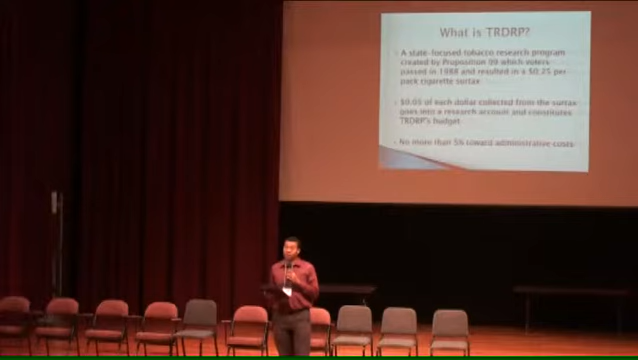 What is TRDRP?
A state-focused tobacco research program
created by Proposition 99 which voters
passed in 1988 and resulted in a $0.25 per
pack cigarette surtax
$0.05 of each dollar collected from the surtax
goes into a research account and constitutes
TRDRP's budget
No more than 5% toward administrative costs